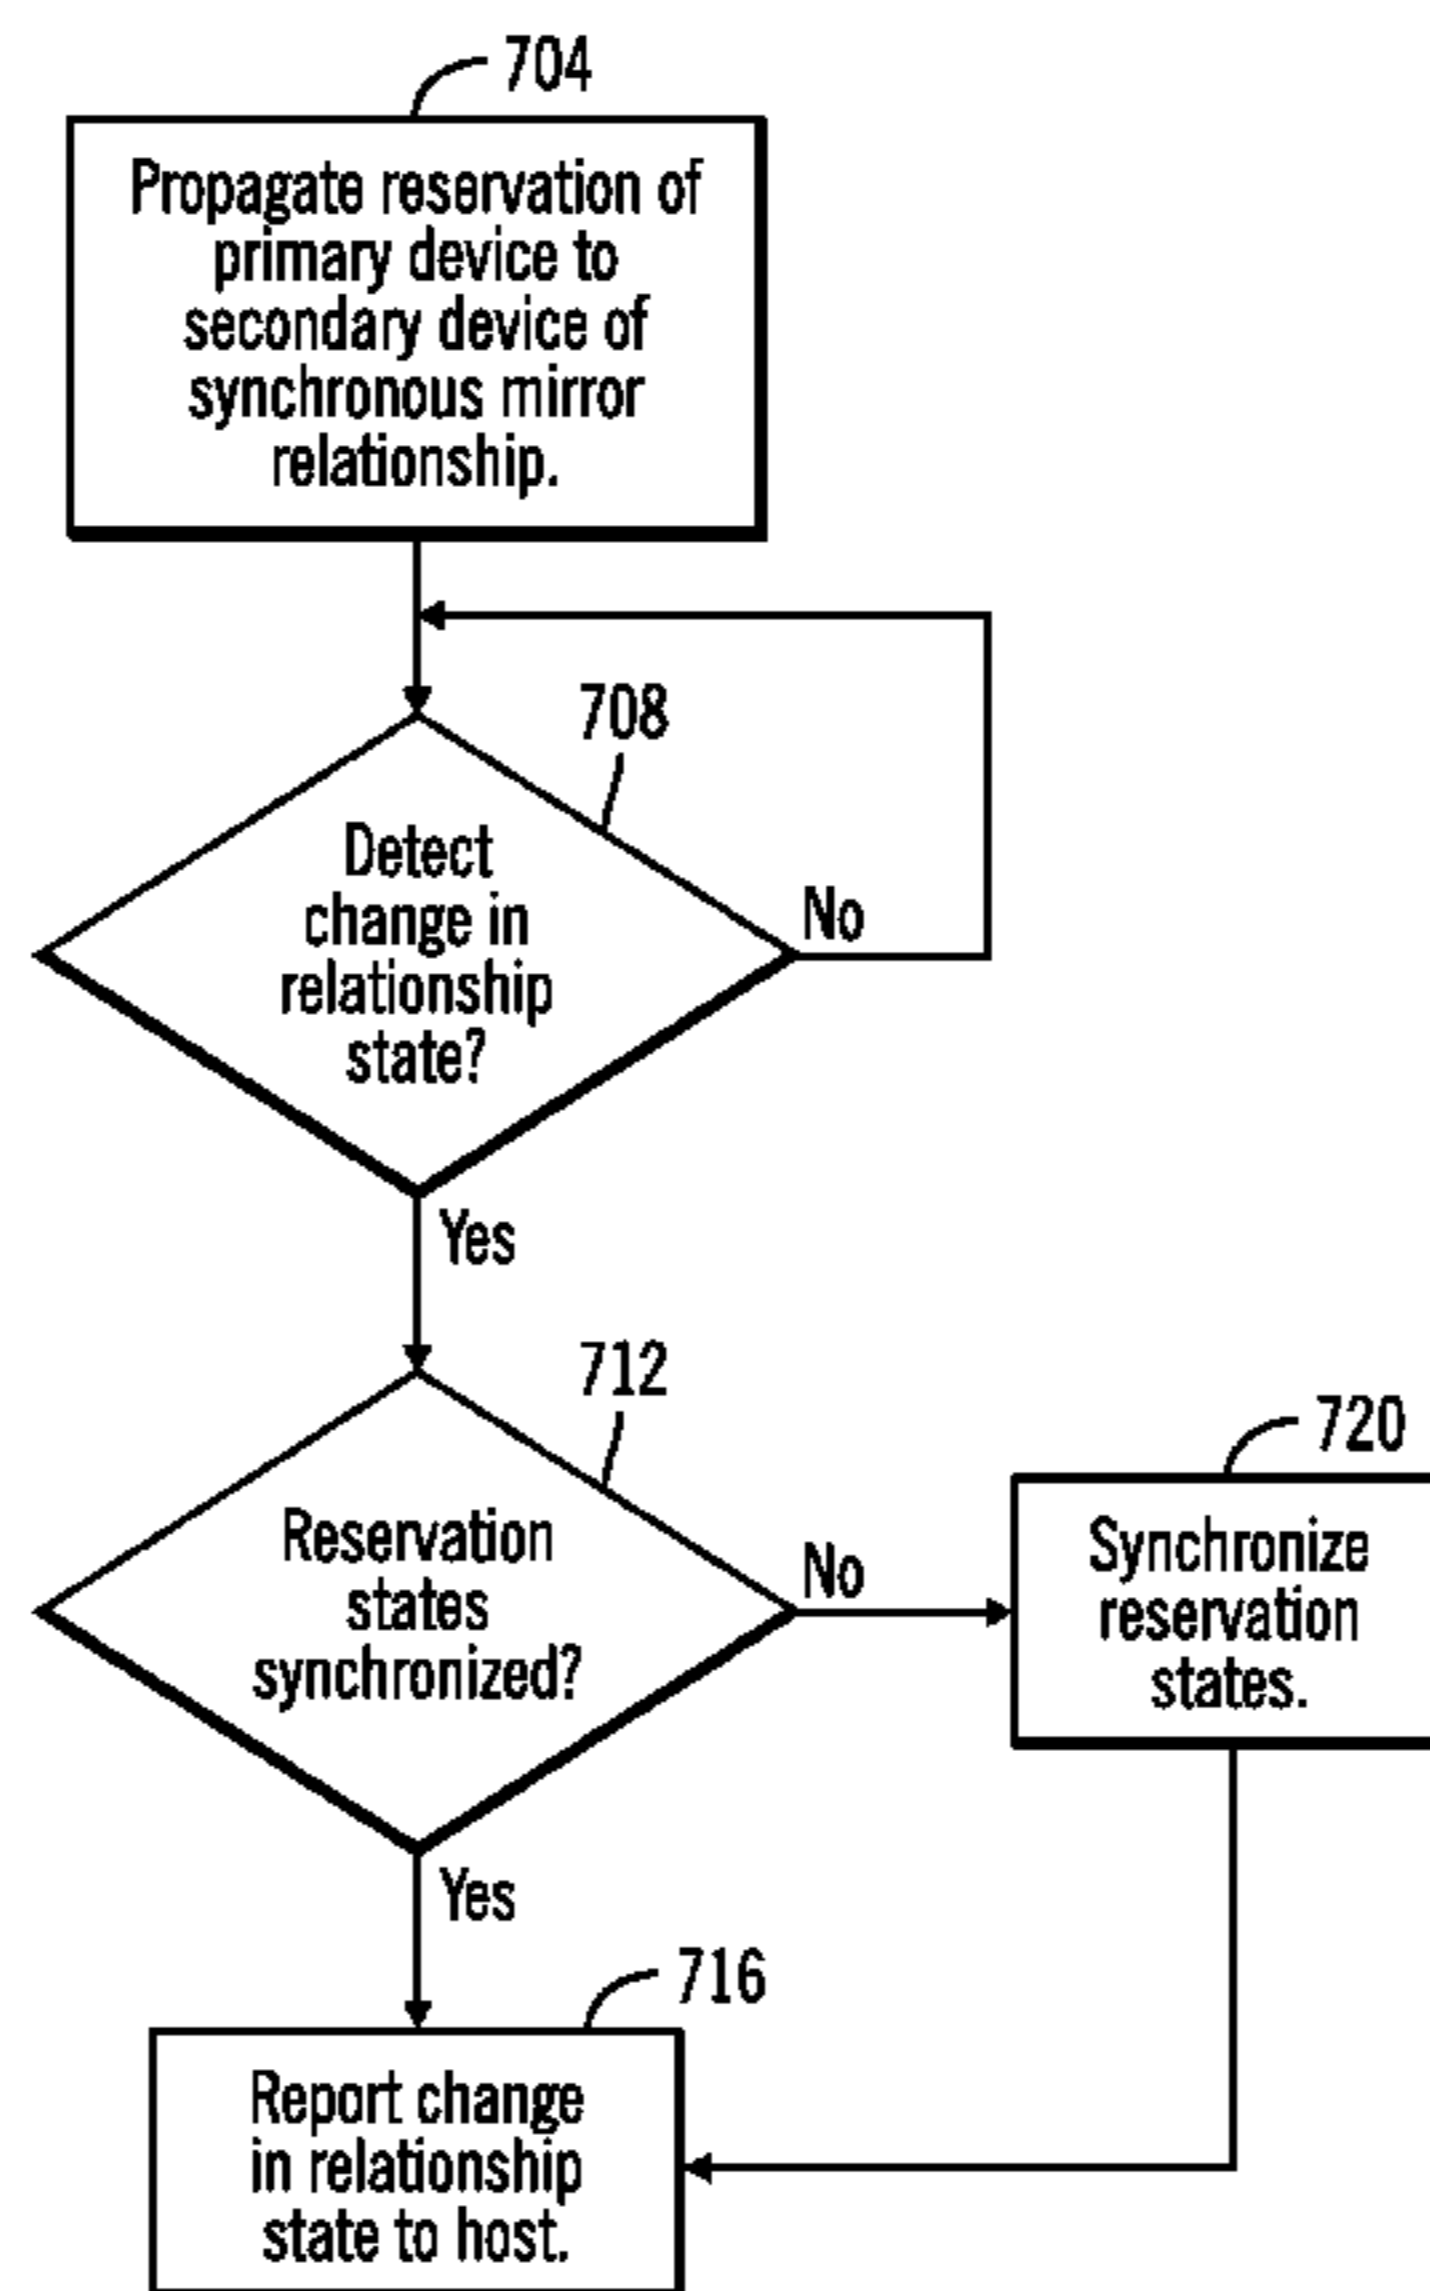 704
Propagate reservation of
primary device to
secondary device of
synchronous mirror
relationship.
708
Detect
change in
relationship
state?
No
Yes
712
Reservation
states
synchronized?
No
720
Synchronize
reservation
states.
Yes
716
Report change
in relationship
state to host.